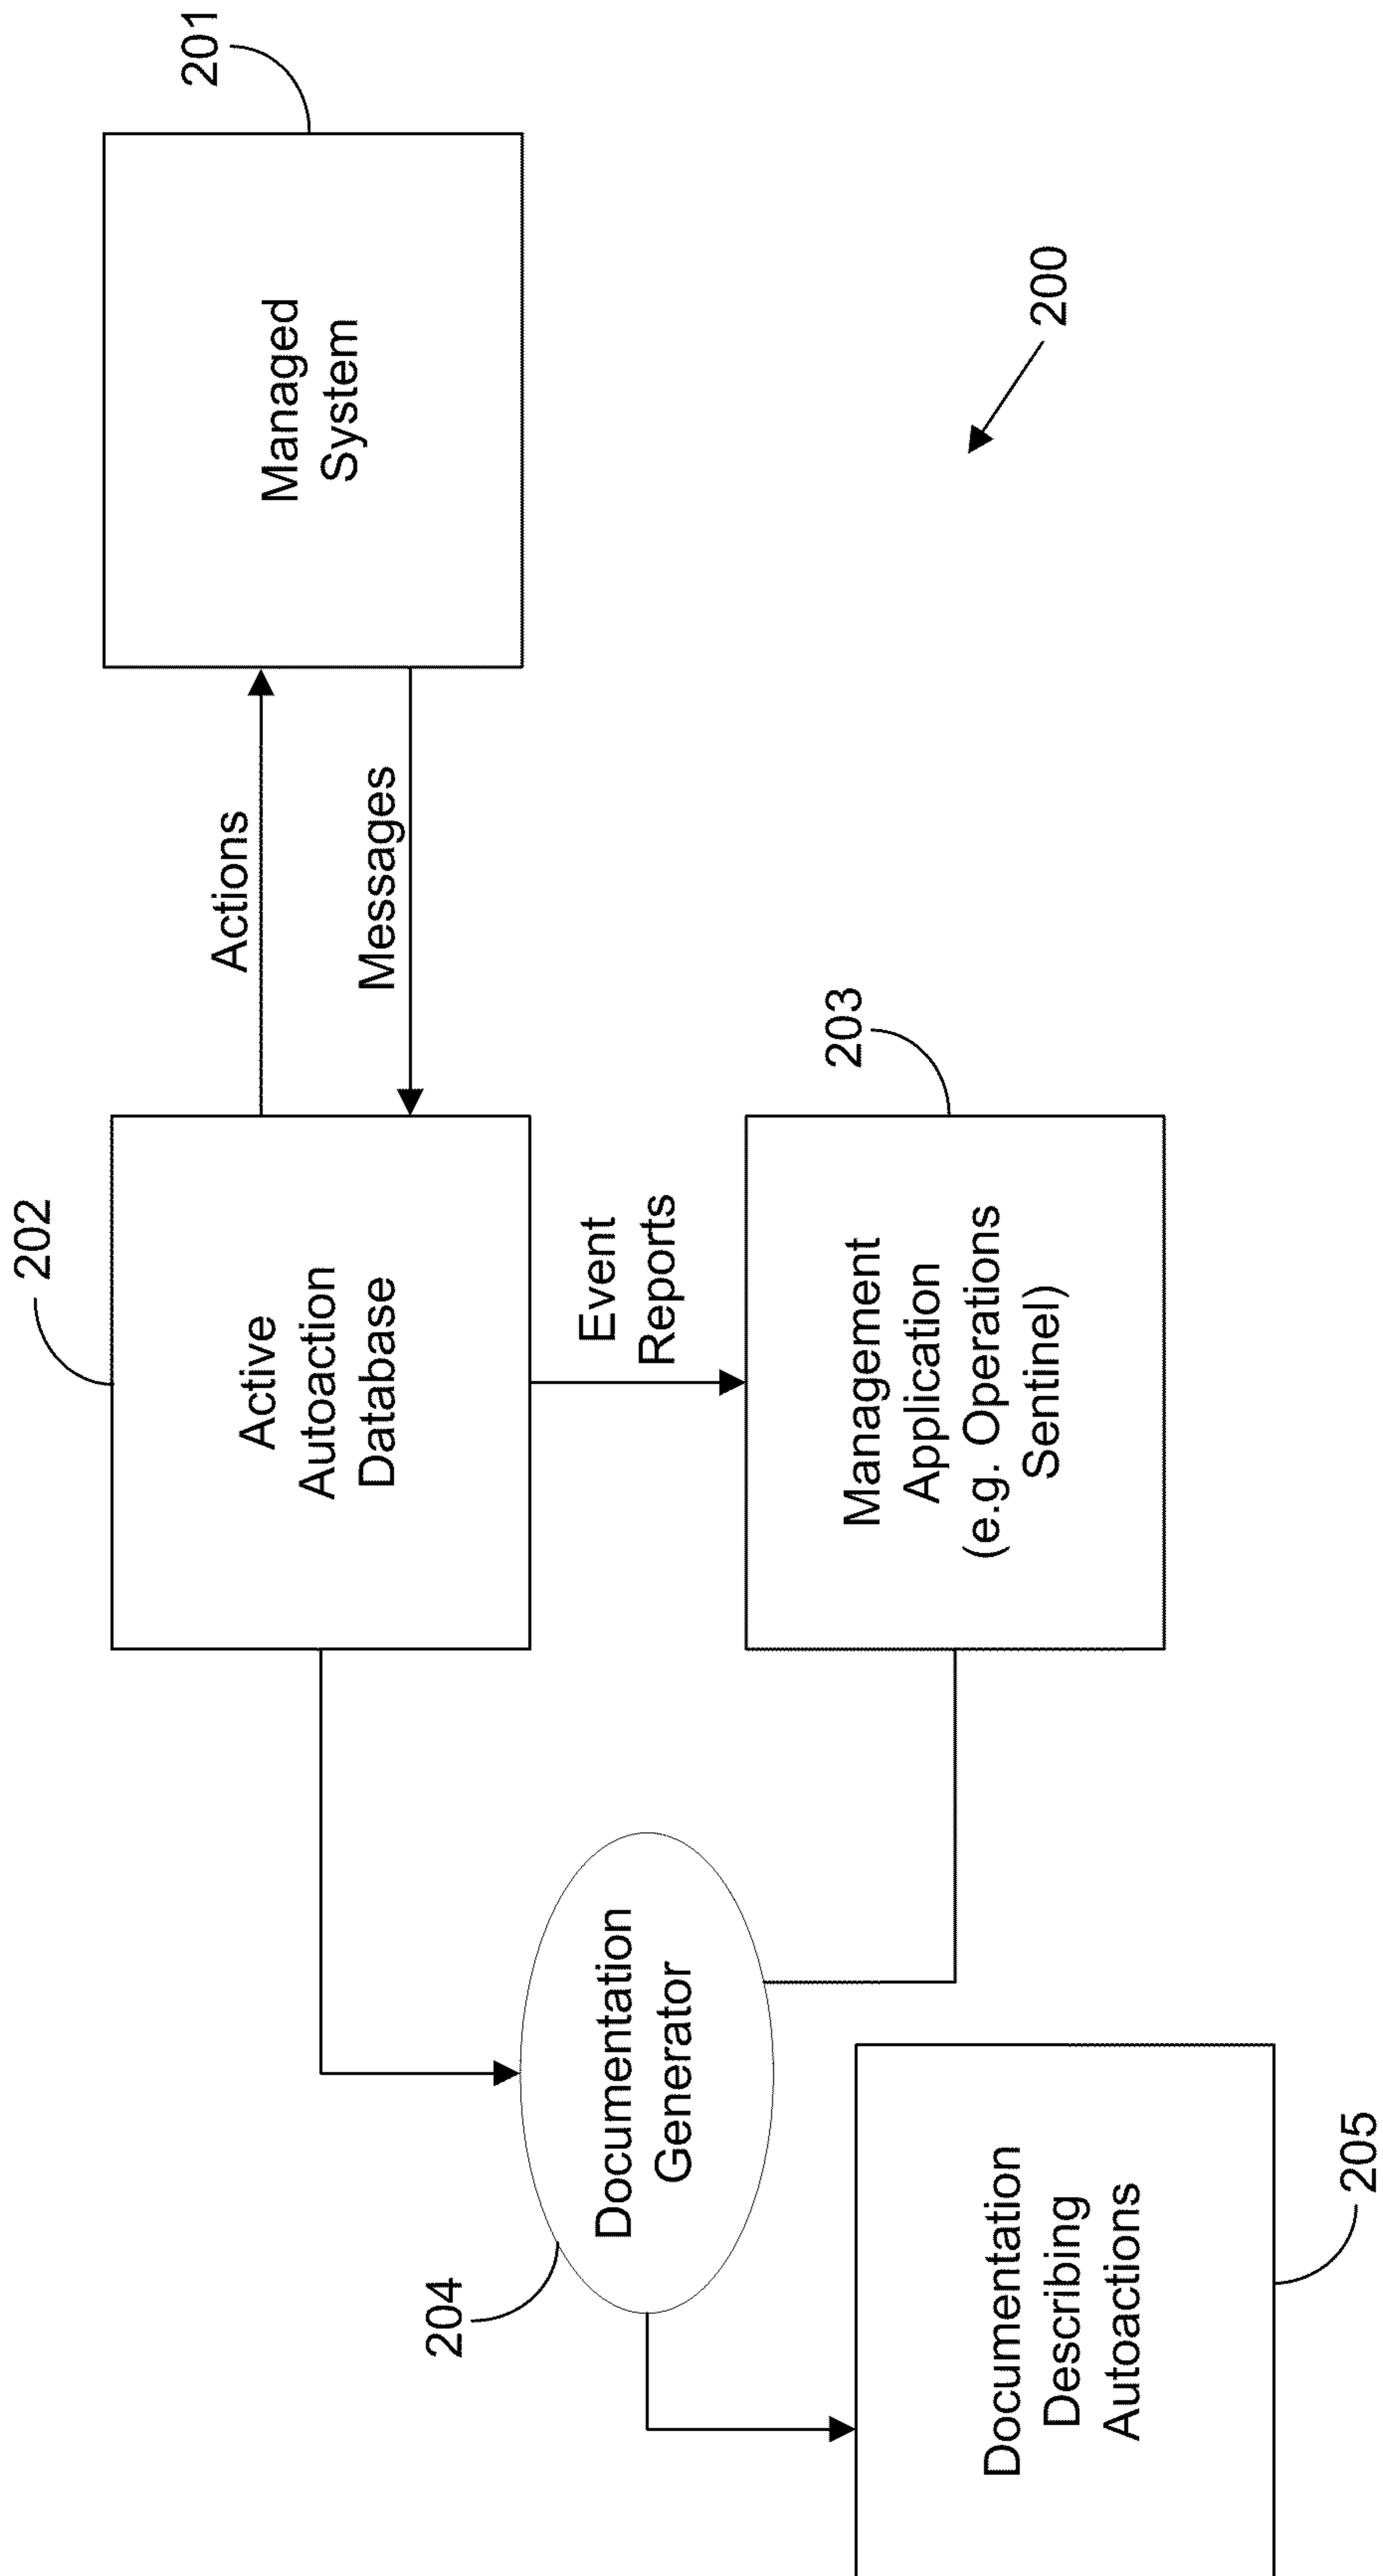 202
201
Active
Autoaction
Database
Actions
Messages
Managed
System
Event
Reports
204
Documentation
Generator
203
Management
Application
(e.g. Operations
Sentinel)
200
Documentation
Describing
Autoactions
205